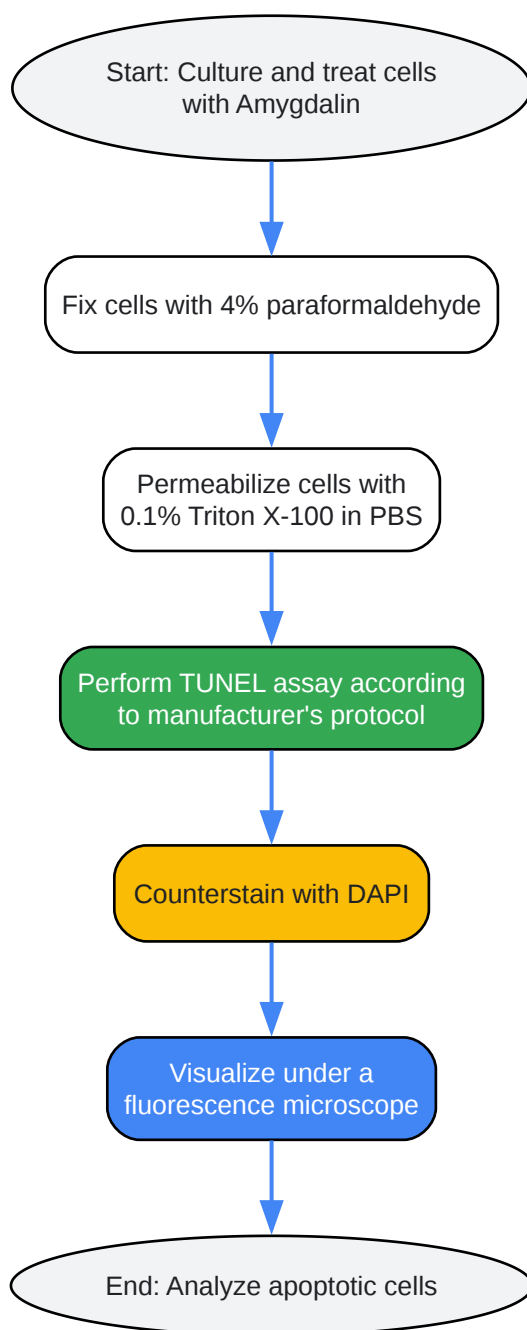 Start: Culture and treat cells
with Amygdalin
Fix cells with 4% paraformaldehyde
Permeabilize cells with
0.1% Triton X-100 in PBS
Perform TUNEL assay according
to manufacturer's protocol
Counterstain with DAPI
Visualize under a
fluorescence microscope
End: Analyze apoptotic cells